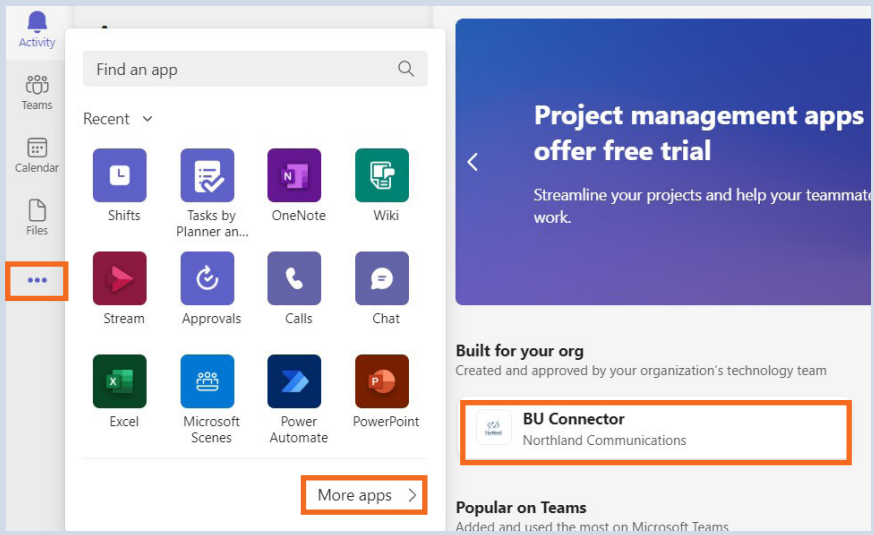 Activity
Teams
Calendar
Files
Find an app
Recent
Shifts
Tasks by
Planner an...
OneNote
Wiki
Stream
Approvals
Calls
Chat
Excel
Microsoft
Scenes
Power
Automate
PowerPoint
More apps
Project management apps
offer free trial
Streamline your projects and help your teammate
work.
Built for your org
Created and approved by your organization's technology team
BU Connector
Northland Communications
Popular on Teams
Added and used the most on Microsoft Teams